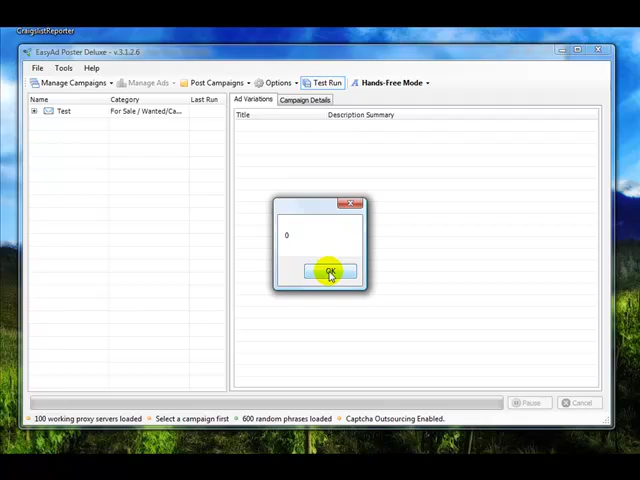 CraigslistReporter
EasyAd Poster Deluxe - v.3.1.2.6
File Tools Help
Manage Campaigns Manage Ads Post Campaigns Options Test Run Hands-Free Mode
Name Category Last Run
Ad Variations Campaign Details
Test For Sale / Wanted/Ca...
Title Description Summary
0
OK
Pause Cancel
100 working proxy servers loaded Select a campaign first 600 random phrases loaded Captcha Outsourcing Enabled.